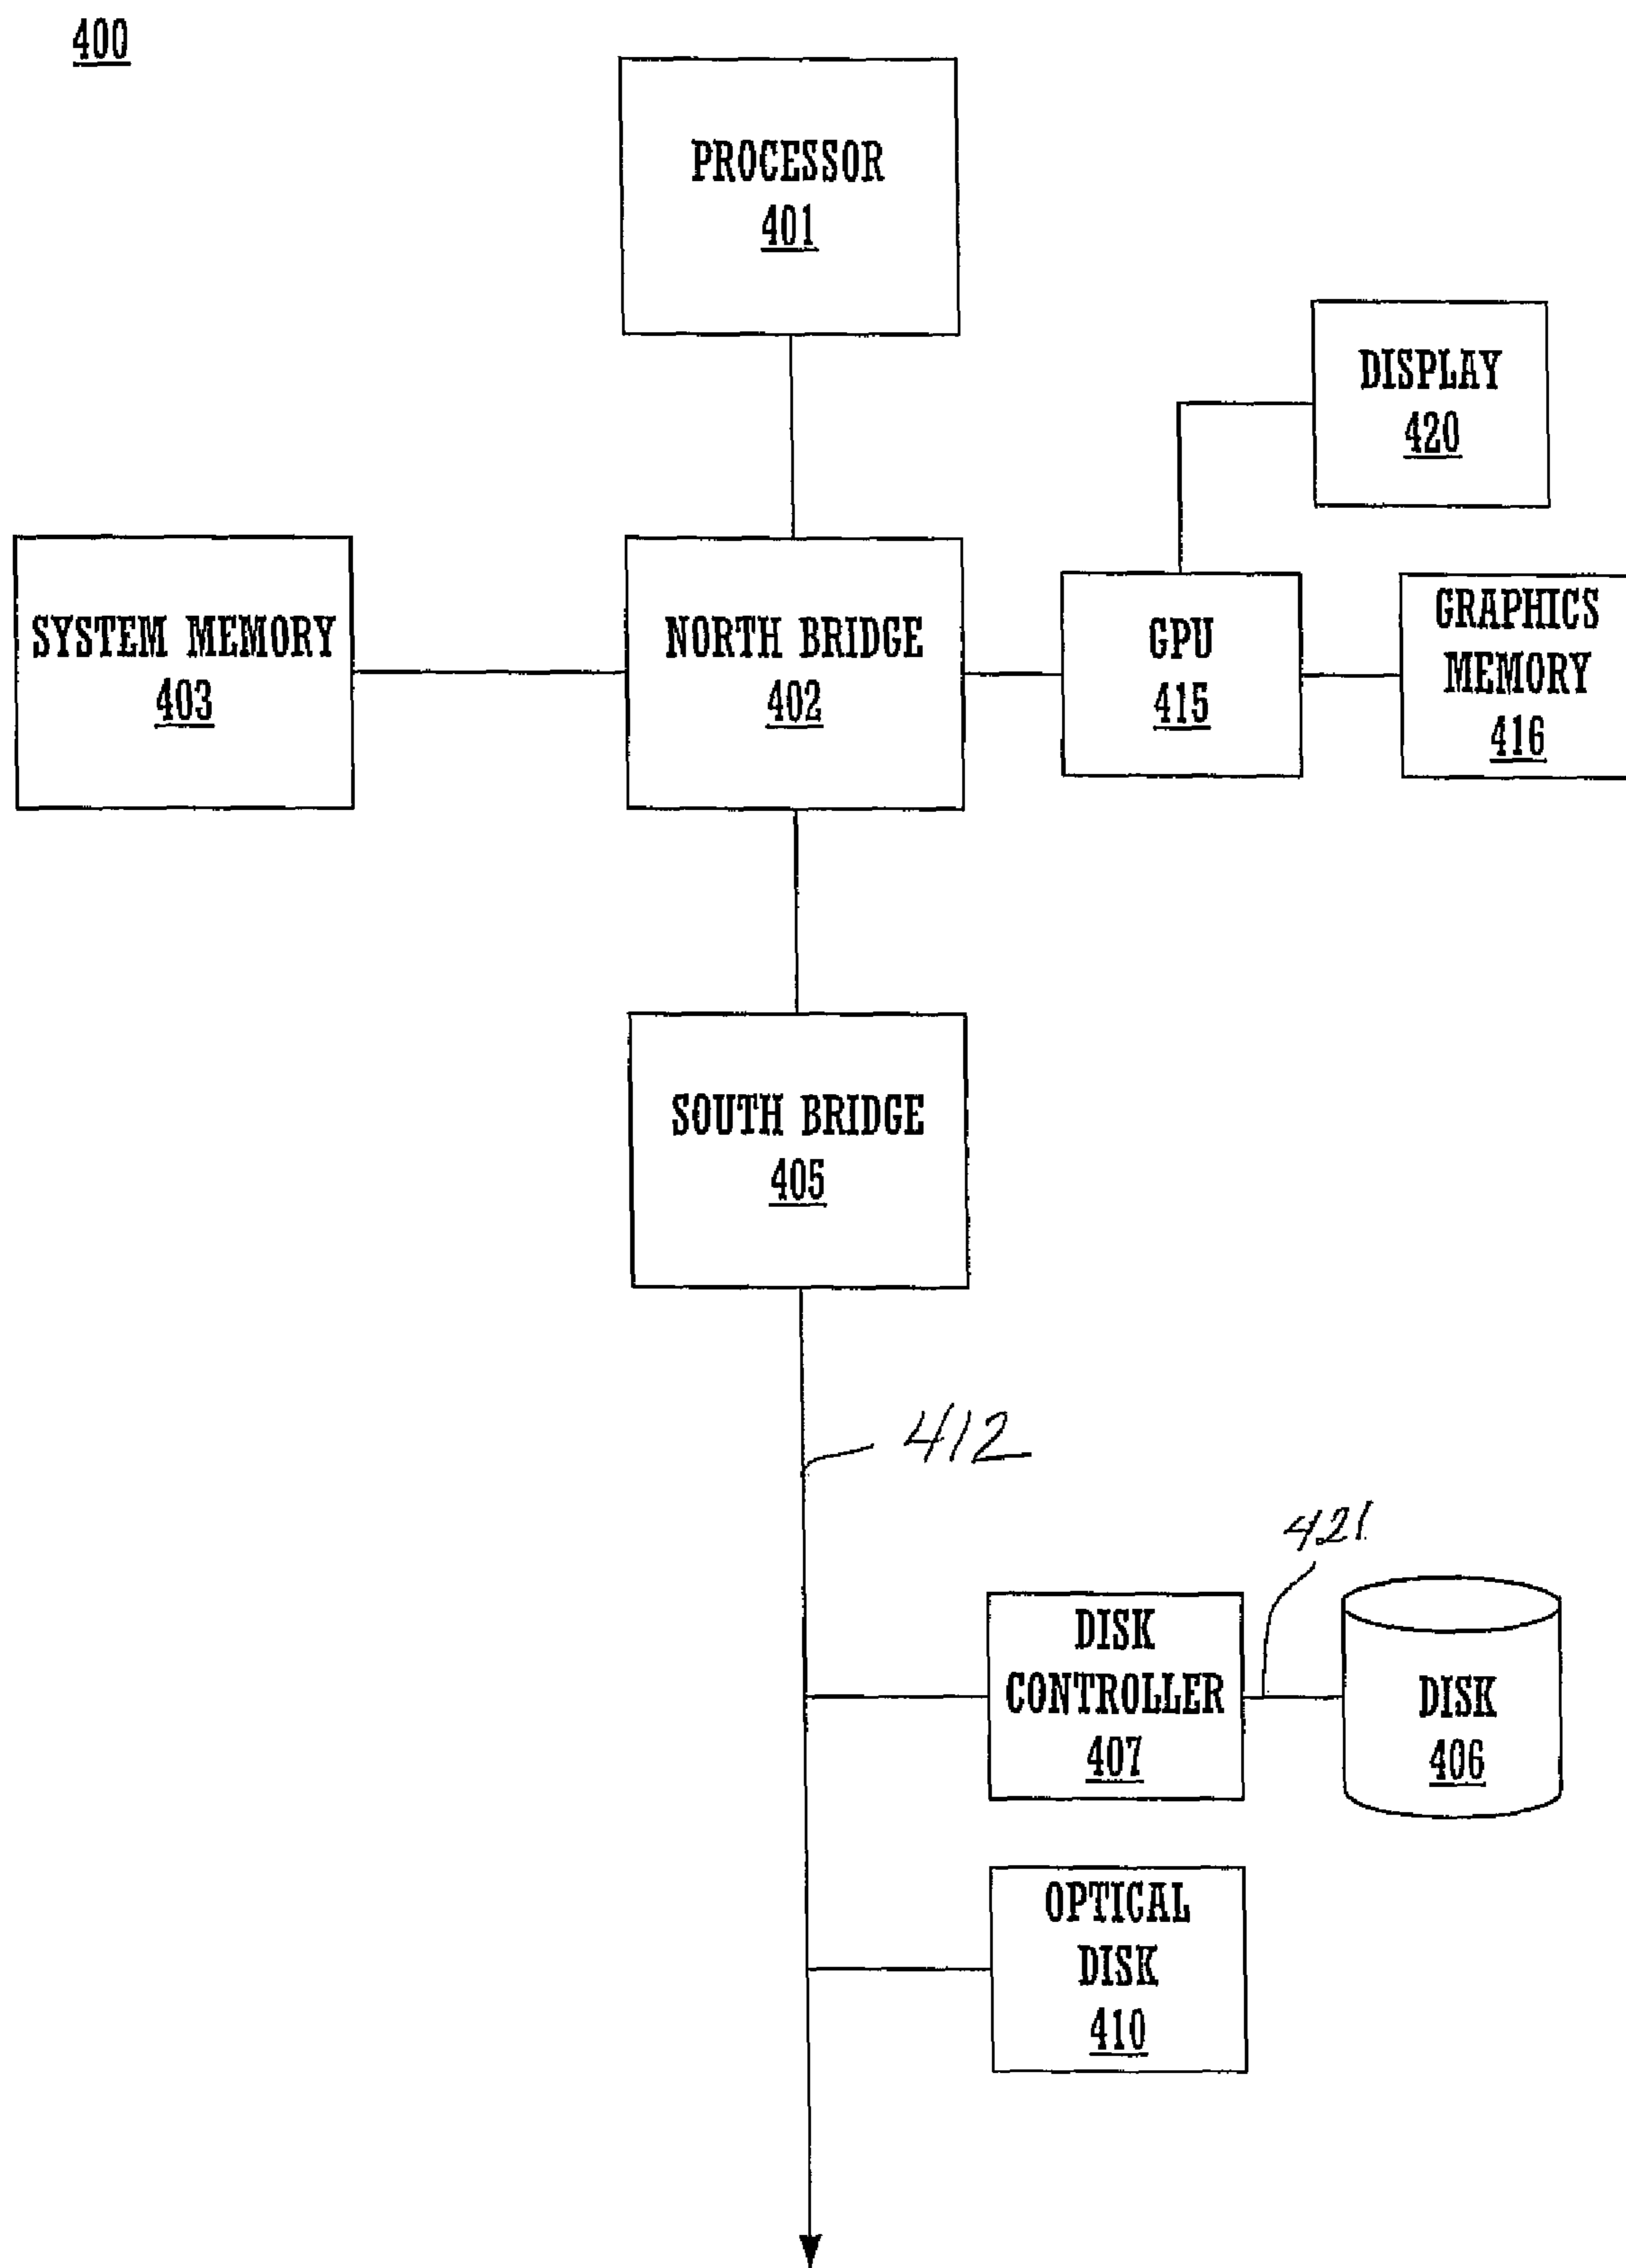 400
PROCESSOR
401
DISPLAY
420
SYSTEM MEMORY
403
NORTH BRIDGE
402
GPU
415
GRAPHICS
MEMORY
416
SOUTH BRIDGE
405
412
421
DISK
CONTROLLER
407
DISK
406
OPTICAL
DISK
410